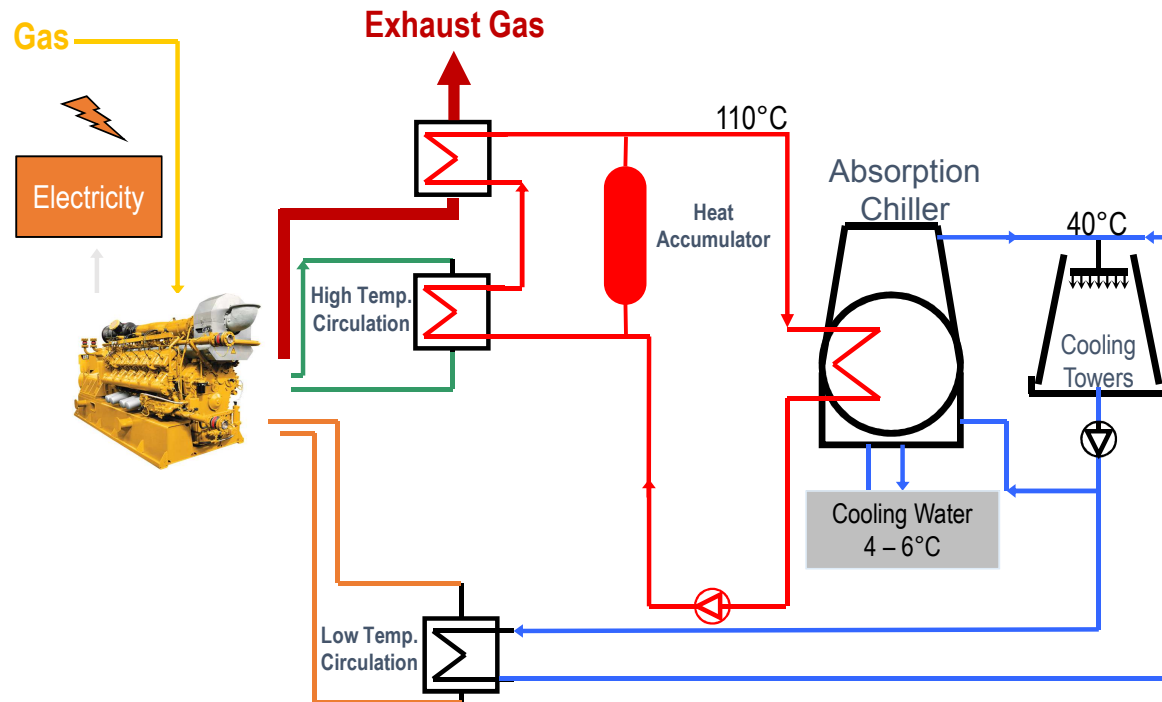 Gas
Exhaust Gas
Electricity
110°C
Absorption
Chiller
Heat
Accumulator
40°C
High Temp.
Circulation
Cooling
Towers
Cooling Water
4 – 6°C
Low Temp.
Circulation